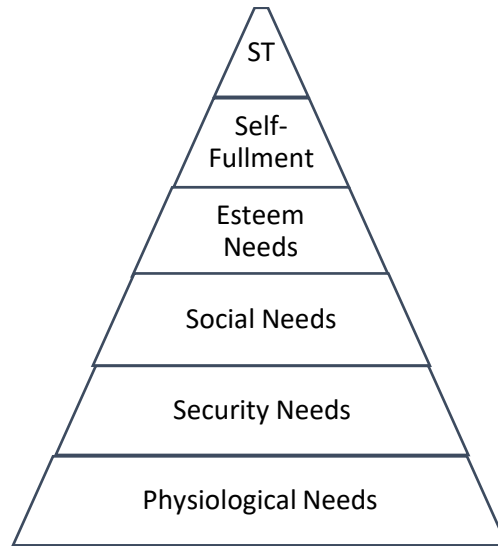 ST
Self-
Fullment
Esteem
Needs
Social Needs
Security Needs
Physiological Needs